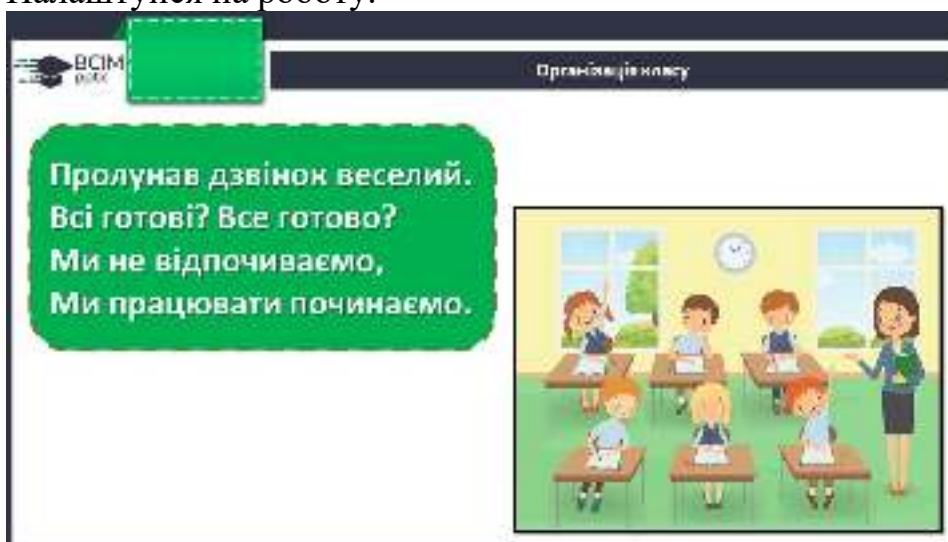 Налаштуйся на роботу.
ВСІМ
pptx
Організація класу
Пролунав дзвінок веселий.
Всі готові? Все готово?
Ми не відпочиваємо,
Ми працювати починаємо.